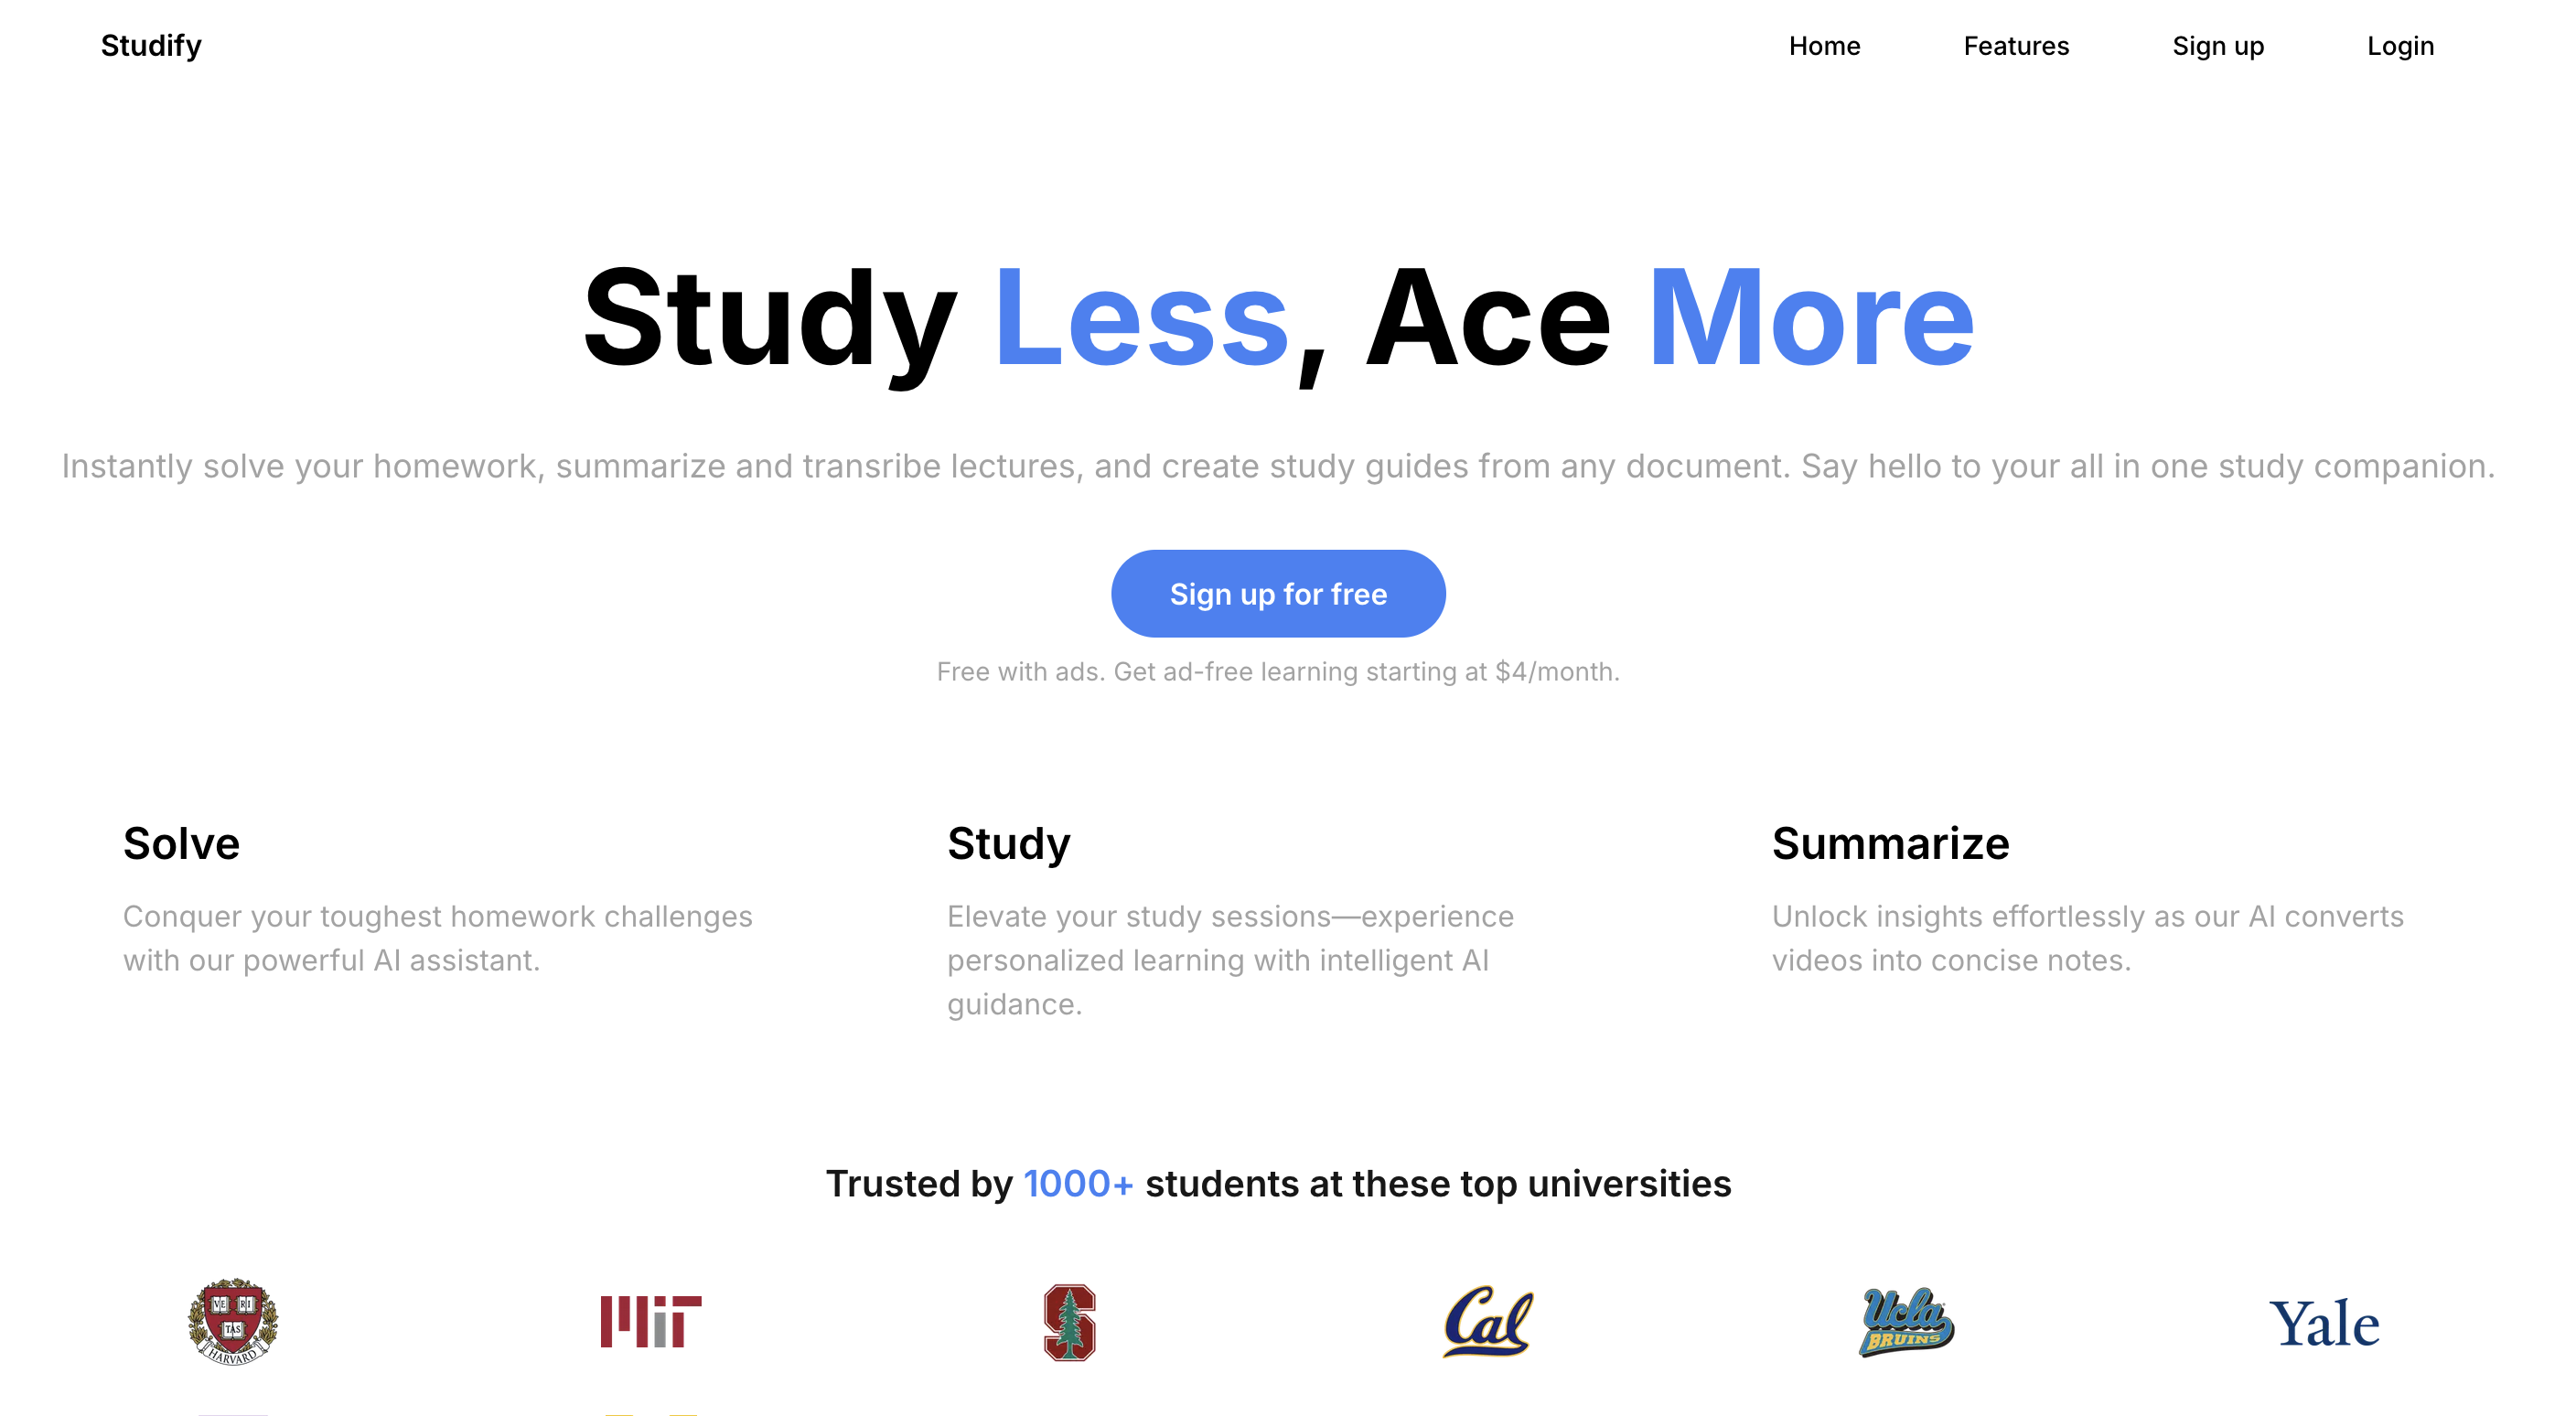 Studify
Home Features Sign up Login
Study Less, Ace More
Instantly solve your homework, summarize and transribe lectures, and create study guides from any document. Say hello to your all in one study companion.
Sign up for free
Free with ads. Get ad-free learning starting at $4/month.
Solve
Conquer your toughest homework challenges
with our powerful AI assistant.
Study
Elevate your study sessions—experience
personalized learning with intelligent AI
guidance.
Summarize
Unlock insights effortlessly as our AI converts
videos into concise notes.
Trusted by 1000+ students at these top universities
VE RI
TAS
HARVARD
MIT
S
Cal
Ucla
BRUINS
Yale